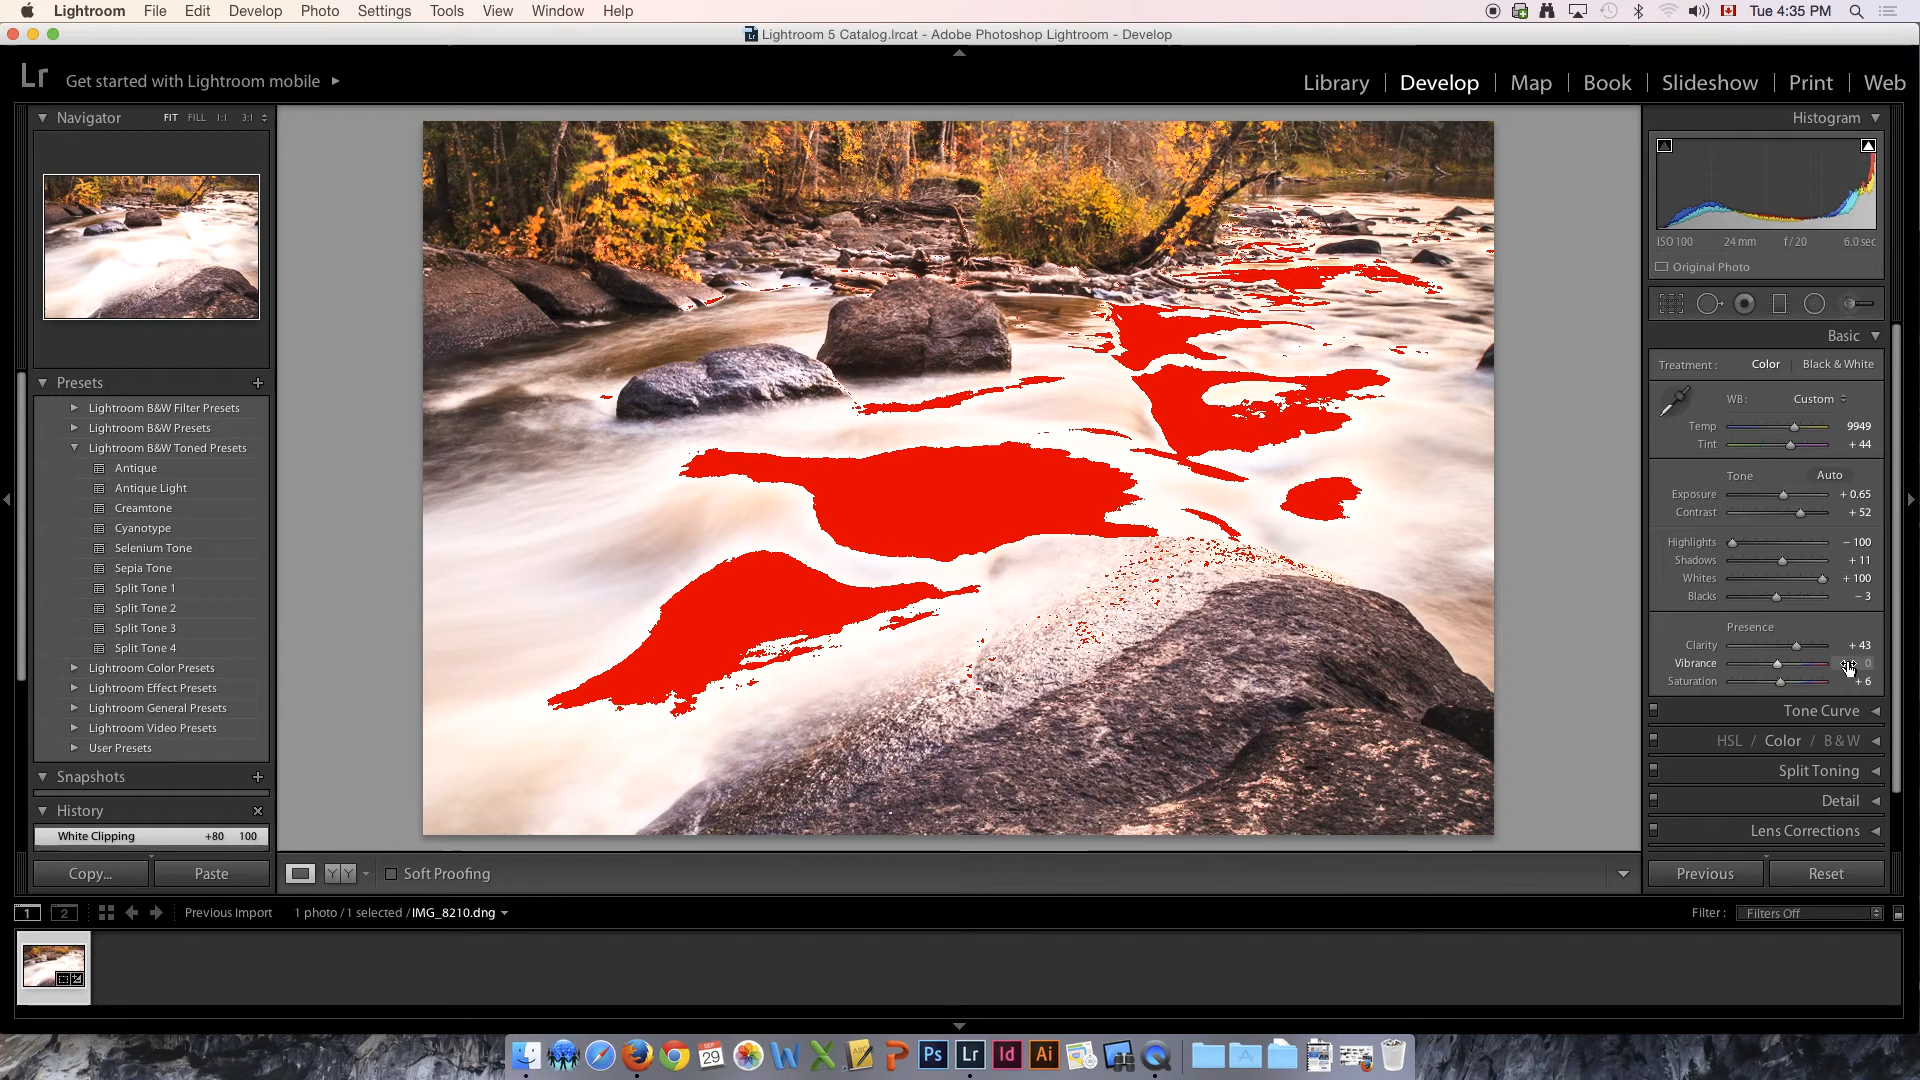 Lightroom File Edit Develop Photo Settings Tools View Window Help Tue 4:35 PM
Lightroom 5 Catalog.lrcat - Adobe Photoshop Lightroom - Develop
Lr Get started with Lightroom mobile
Library | Develop | Map | Book | Slideshow | Print | Web
Navigator FIT FILL 1:1 3:1
Presets
Lightroom B&W Filter Presets
Lightroom B&W Presets
Lightroom B&W Toned Presets
Antique
Antique Light
Creamtone
Cyanotype
Selenium Tone
Sepia Tone
Split Tone 1
Split Tone 2
Split Tone 3
Split Tone 4
Lightroom Color Presets
Lightroom Effect Presets
Lightroom General Presets
Lightroom Video Presets
User Presets
Snapshots
History
White Clipping +80 100
Copy... Paste
Soft Proofing
Histogram
ISO 100 24 mm f / 20 6.0 sec
Original Photo
Basic
Treatment : Color | Black & White
WB : Custom
Temp 9949
Tint + 44
Tone Auto
Exposure + 0.65
Contrast + 52
Highlights − 100
Shadows + 11
Whites + 100
Blacks − 3
Presence
Clarity + 43
Vibrance 0
Saturation + 6
Tone Curve
HSL / Color / B & W
Split Toning
Detail
Lens Corrections
Previous Reset
1 2 Previous Import 1 photo / 1 selected / IMG_8210.dng Filter : Filters Off
SEP
29
Ps Lr Id Ai